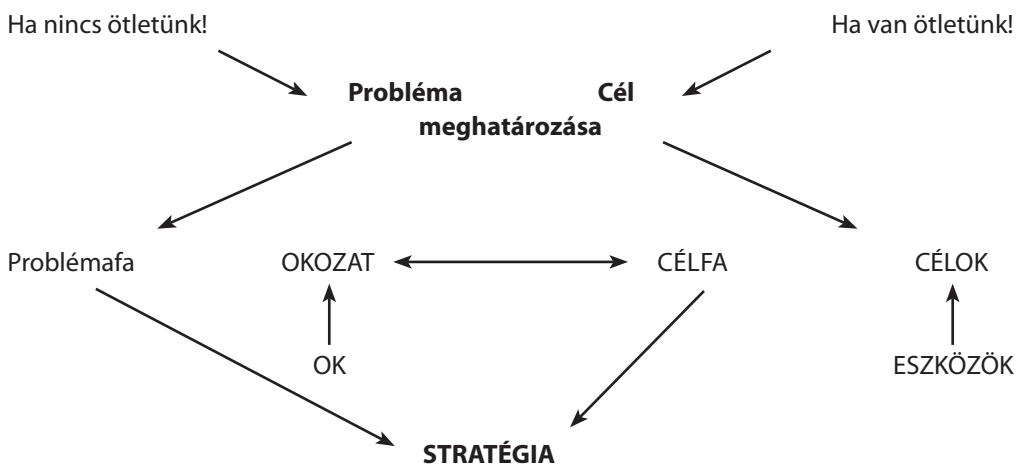 Ha nincs ötletünk! Ha van ötletünk!
Probléma Cél
meghatározása
Problémafa OKOZAT CÉLFA CÉLOK
OK ESZKÖZÖK
STRATÉGIA